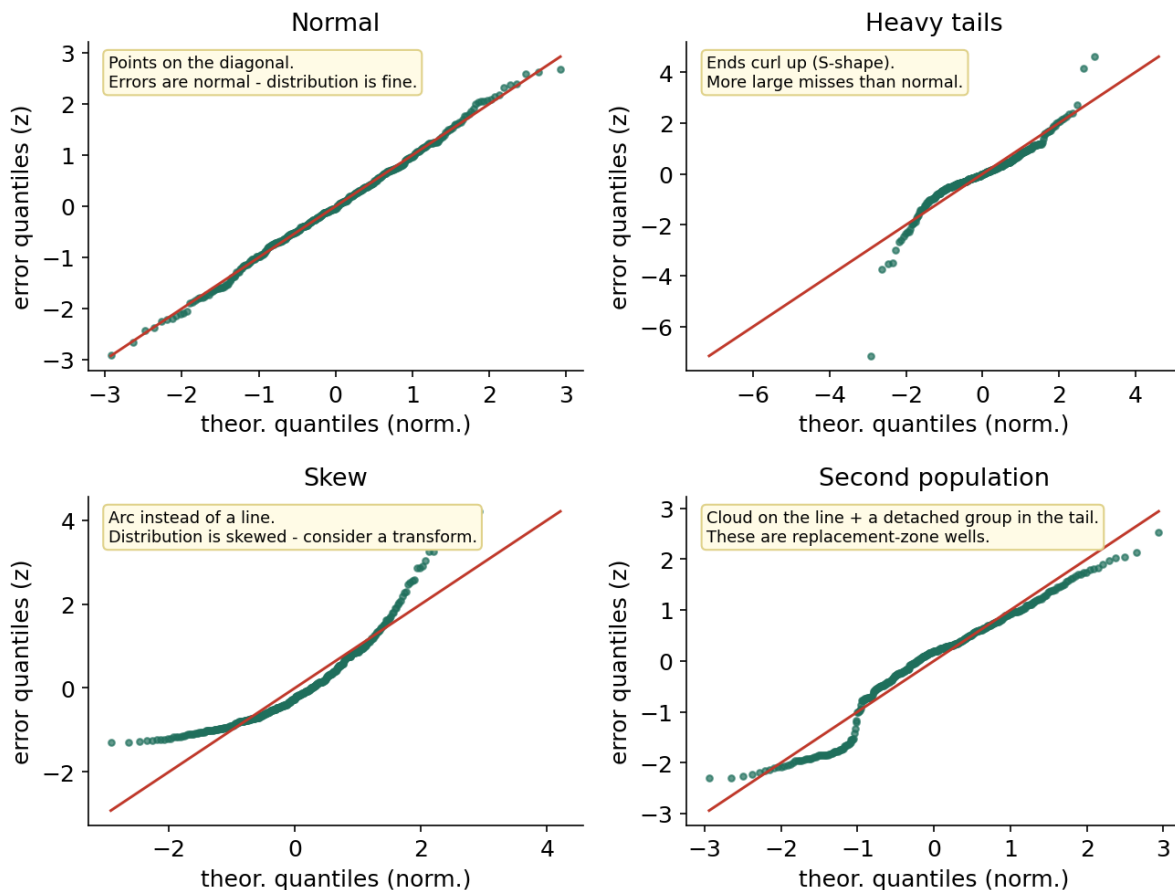 Normal
Points on the diagonal.
Errors are normal - distribution is fine.
error quantiles (z)
3
2
1
0
−1
−2
−3
−3
−2
−1
0
1
2
3
theor. quantiles (norm.)
Heavy tails
Ends curl up (S-shape).
More large misses than normal.
error quantiles (z)
4
2
0
−2
−4
−6
−6
−4
−2
0
2
4
theor. quantiles (norm.)
Skew
Arc instead of a line.
Distribution is skewed - consider a transform.
error quantiles (z)
4
2
0
−2
−2
0
2
4
theor. quantiles (norm.)
Second population
Cloud on the line + a detached group in the tail.
These are replacement-zone wells.
error quantiles (z)
3
2
1
0
−1
−2
−3
−3
−2
−1
0
1
2
3
theor. quantiles (norm.)